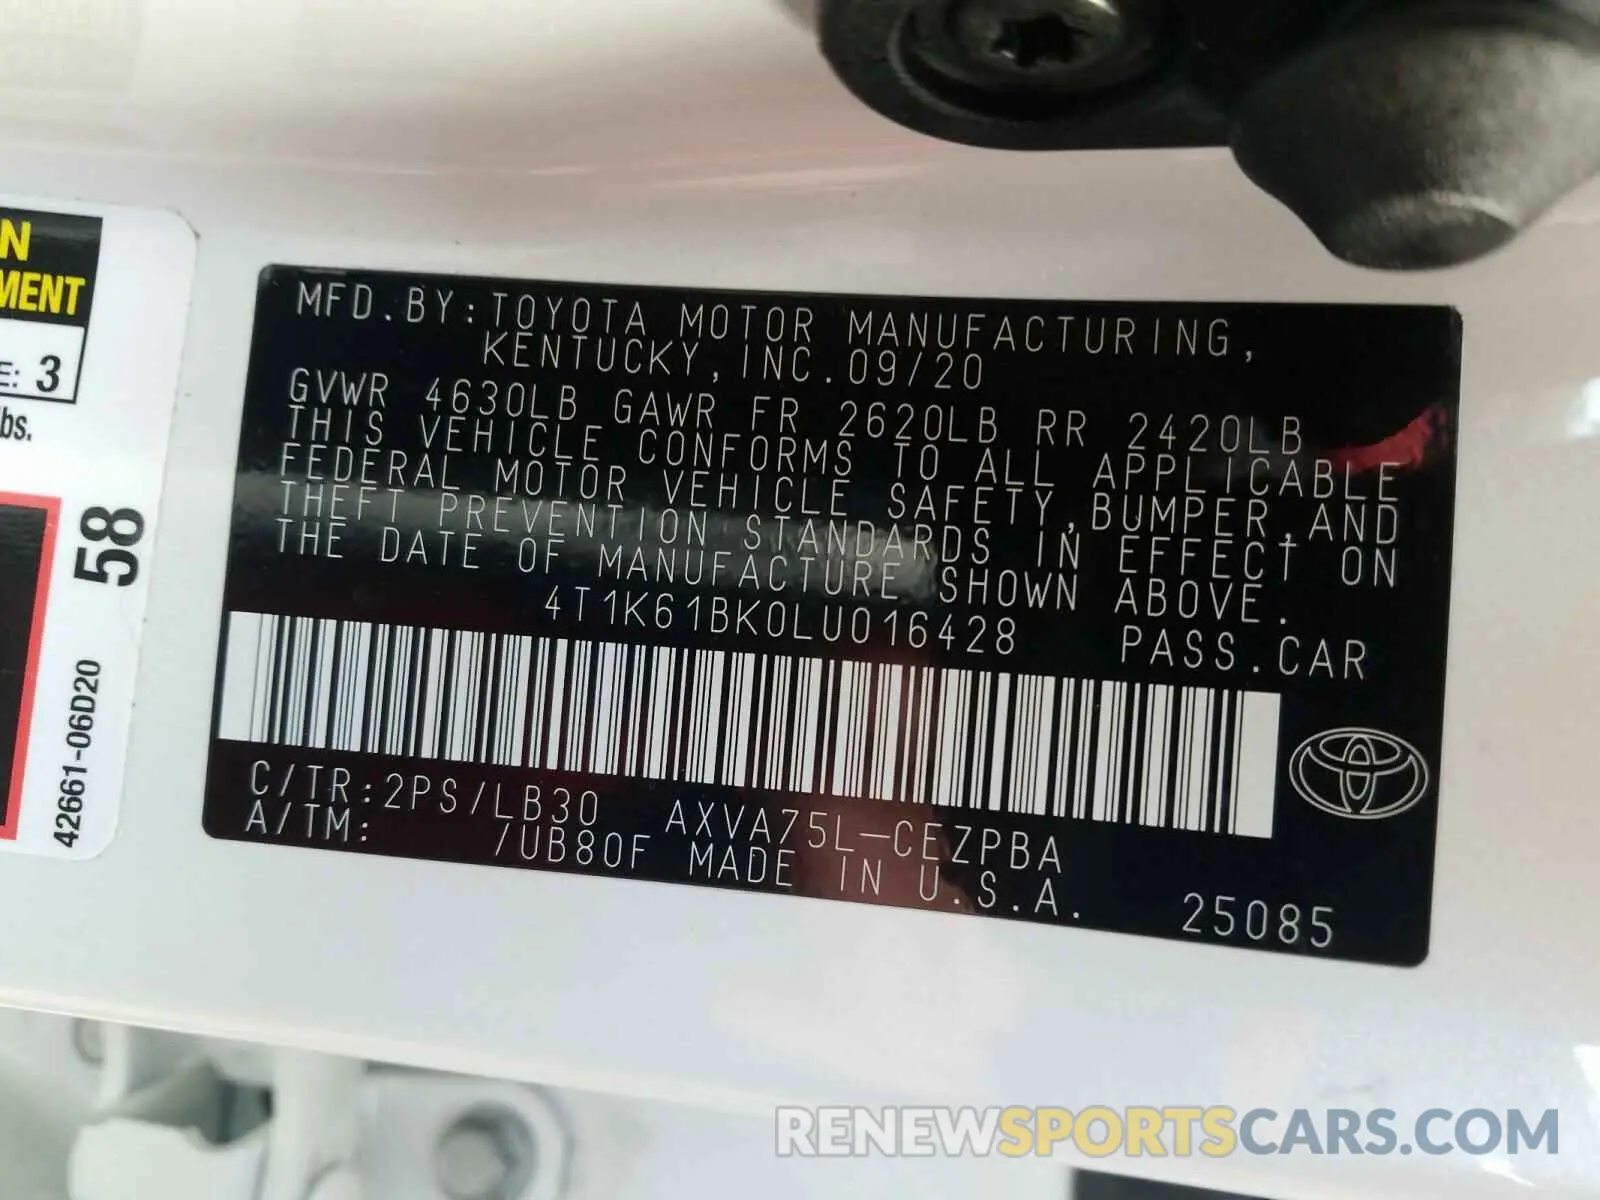 N
MENT
E: 3
bs.
58
42661-06D20
MFD.BY:TOYOTA MOTOR MANUFACTURING,
KENTUCKY,INC.09/20
GVWR 4630LB GAWR FR 2620LB RR 2420LB
THIS VEHICLE CONFORMS TO ALL APPLICABLE
FEDERAL MOTOR VEHICLE SAFETY,BUMPER,AND
THEFT PREVENTION STANDARDS IN EFFECT ON
THE DATE OF MANUFACTURE SHOWN ABOVE.
4T1K61BK0LU016428 PASS.CAR
C/TR:2PS/LB30 AXVA75L-CEZPBA
A/TM: /UB80F MADE IN U.S.A.
25085
RENEWSPORTSCARS.COM